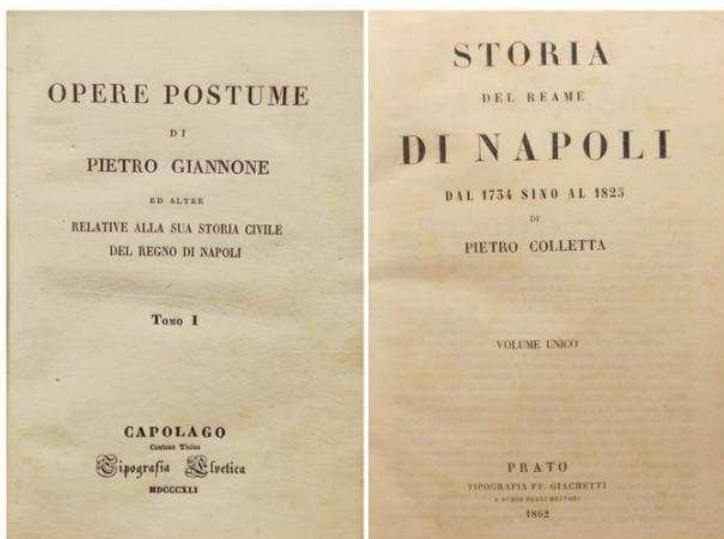 OPERE POSTUME
DI
PIETRO GIANNONE
ED ALTRE
RELATIVE ALLA SUA STORIA CIVILE
DEL REGNO DI NAPOLI
TOMO I
CAPOLAGO
Cantone Ticino
Tipografia Elvetica
MDCCCXLI
STORIA
DEL REAME
DI NAPOLI
DAL 1734 SINO AL 1825
DI
PIETRO COLLETTA
VOLUME UNICO
PRATO
TIPOGRAFIA FF. GIACHETTI
EDITORI
1862